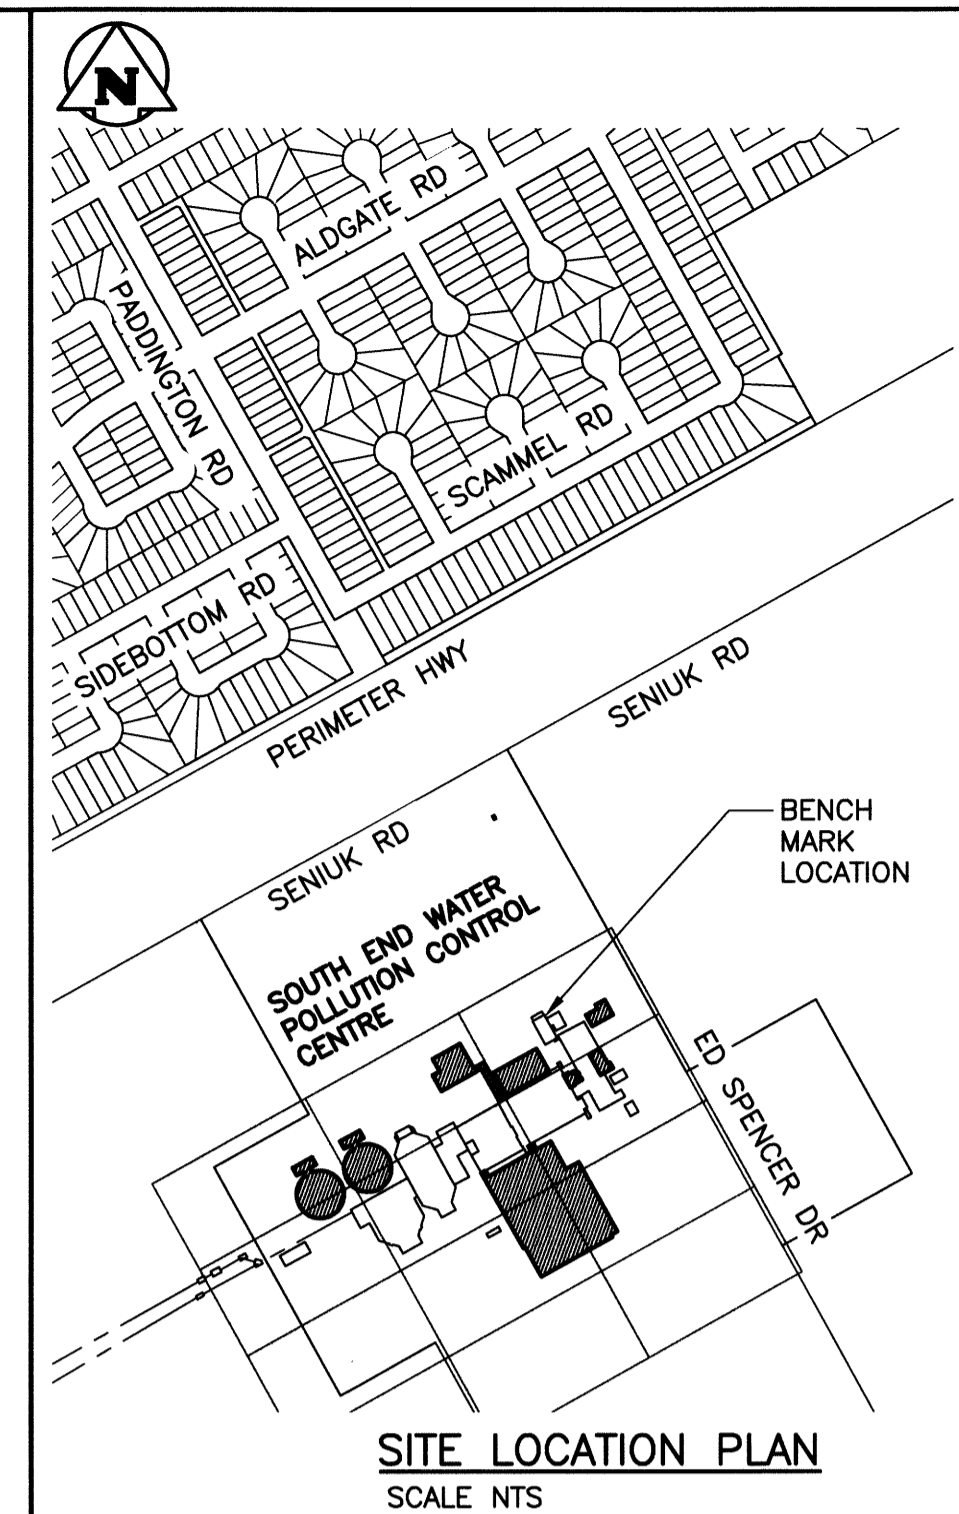 N
ALDGATE RD
PADDINGTON RD
SCAMMEL RD
SIDEBOTTOM RD
PERIMETER HWY
SENIUK RD
SENIUK RD
BENCH
MARK
LOCATION
SOUTH END WATER
POLLUTION CONTROL
CENTRE
ED SPENCER DR
SITE LOCATION PLAN
SCALE NTS